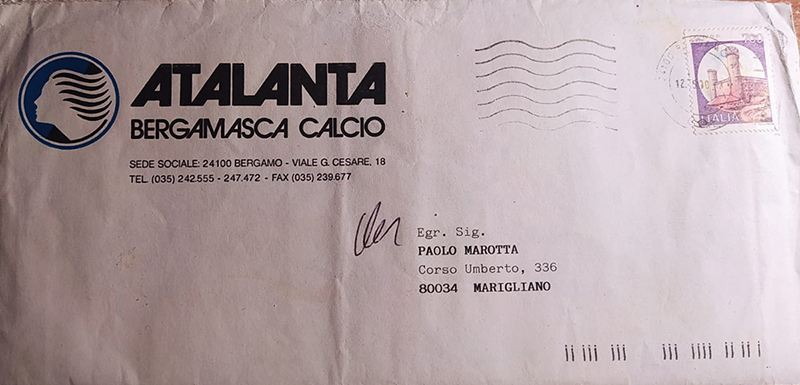 ATALANTA
BERGAMASCA CALCIO
SEDE SOCIALE: 24100 BERGAMO - VIALE G. CESARE, 18
TEL. (035) 242.555 - 247.472 - FAX (035) 239.677
ITALIA
Egr. Sig.
PAOLO MAROTTA
Corso Umberto, 336
80034 MARIGLIANO